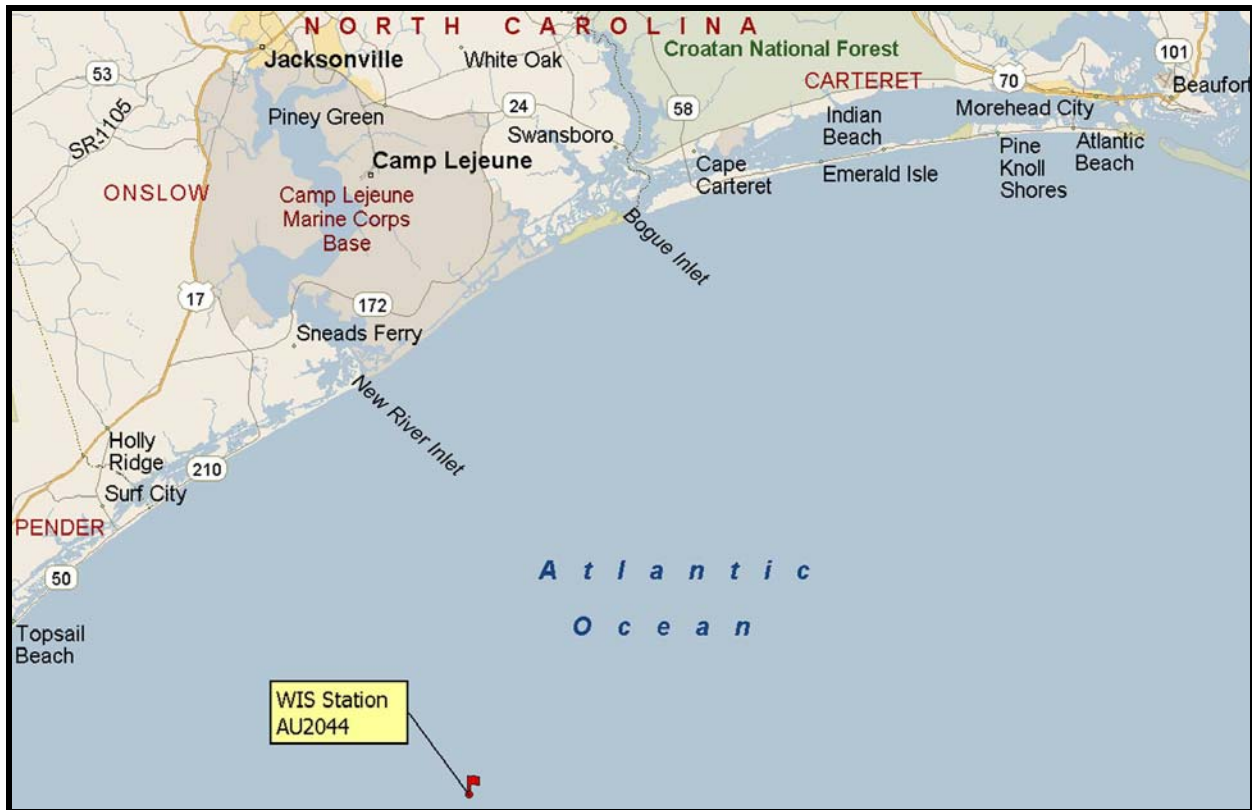 NORTH CAROLINA
Jacksonville
White Oak
Croatan National Forest
101
53
70
Beaufort
CARTERET
Piney Green
24
58
Indian
Beach
Morehead City
SR-1105
Swansboro
Camp Lejeune
Cape
Carteret
Emerald Isle
Pine
Knoll
Shores
Atlantic
Beach
ONSLOW
Camp Lejeune
Marine Corps
Base
Bogue Inlet
17
172
Sneads Ferry
New River Inlet
Holly
Ridge
210
Surf City
PENDER
50
Atlantic
Ocean
Topsail
Beach
WIS Station
AU2044